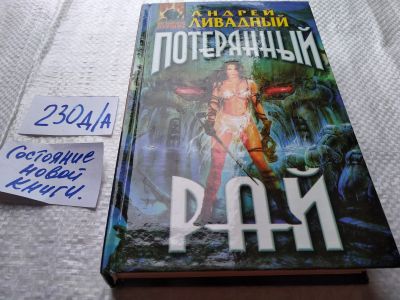 АНДРЕЙ
ЛИВАДНЫЙ
ПОТЕРЯННЫЙ
РАЙ
230д/а
Состояние
новой
книги.